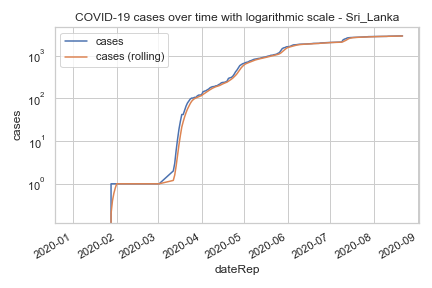 COVID-19 cases over time with logarithmic scale - Sri_Lanka
cases
cases (rolling)
10³
10²
10¹
10⁰
cases
2020-01
2020-02
2020-03
2020-04
2020-05
2020-06
2020-07
2020-08
2020-09
dateRep